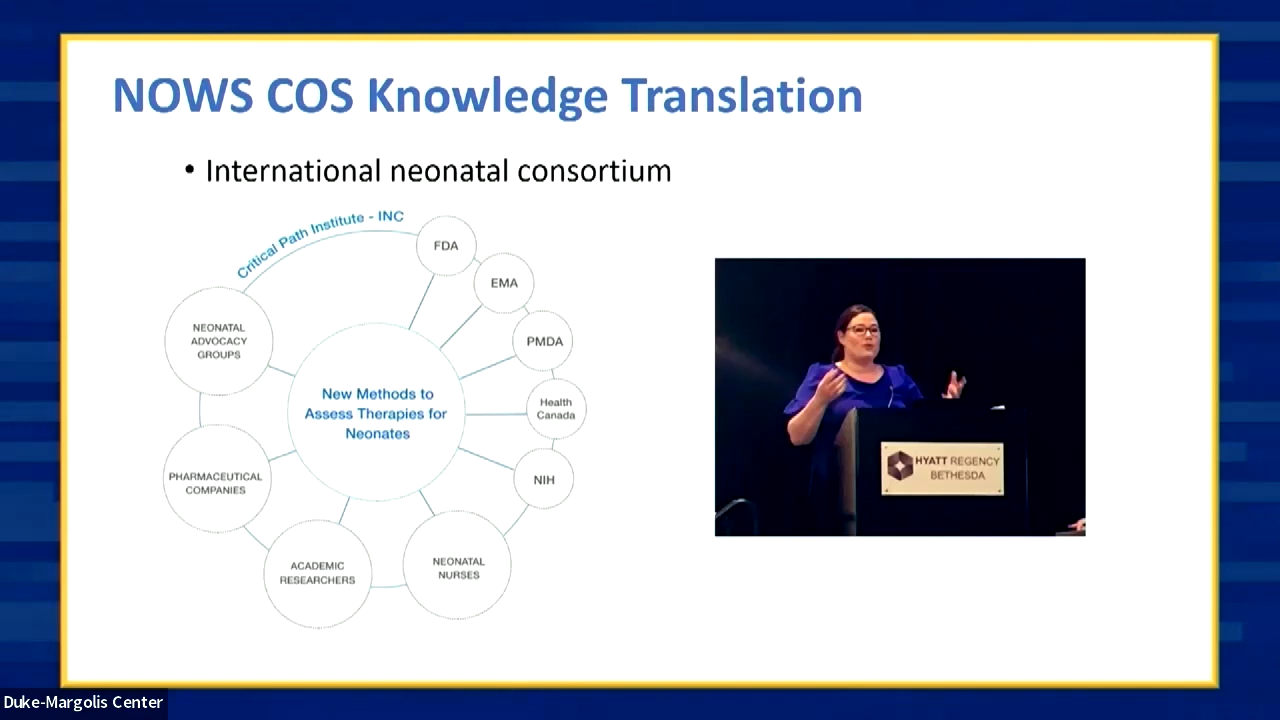 NOWS COS Knowledge Translation
• International neonatal consortium
Critical Path Institute - INC
FDA
EMA
PMDA
Health
Canada
NIH
NEONATAL
NURSES
ACADEMIC
RESEARCHERS
PHARMACEUTICAL
COMPANIES
NEONATAL
ADVOCACY
GROUPS
New Methods to
Assess Therapies for
Neonates
HYATT REGENCY
BETHESDA
Duke-Margolis Center